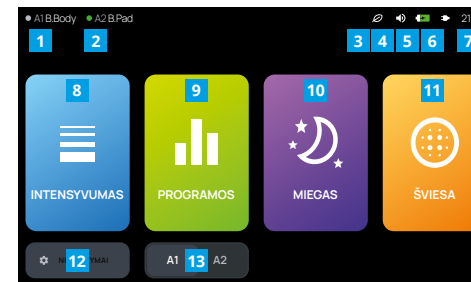 A1 B.Body A2 B.Pad 21
1 2 3 4 5 6 7
8 9 10 11
INTENSYVUMAS PROGRAMOS MIEGAS ŠVIESA
12 A1 13 A2